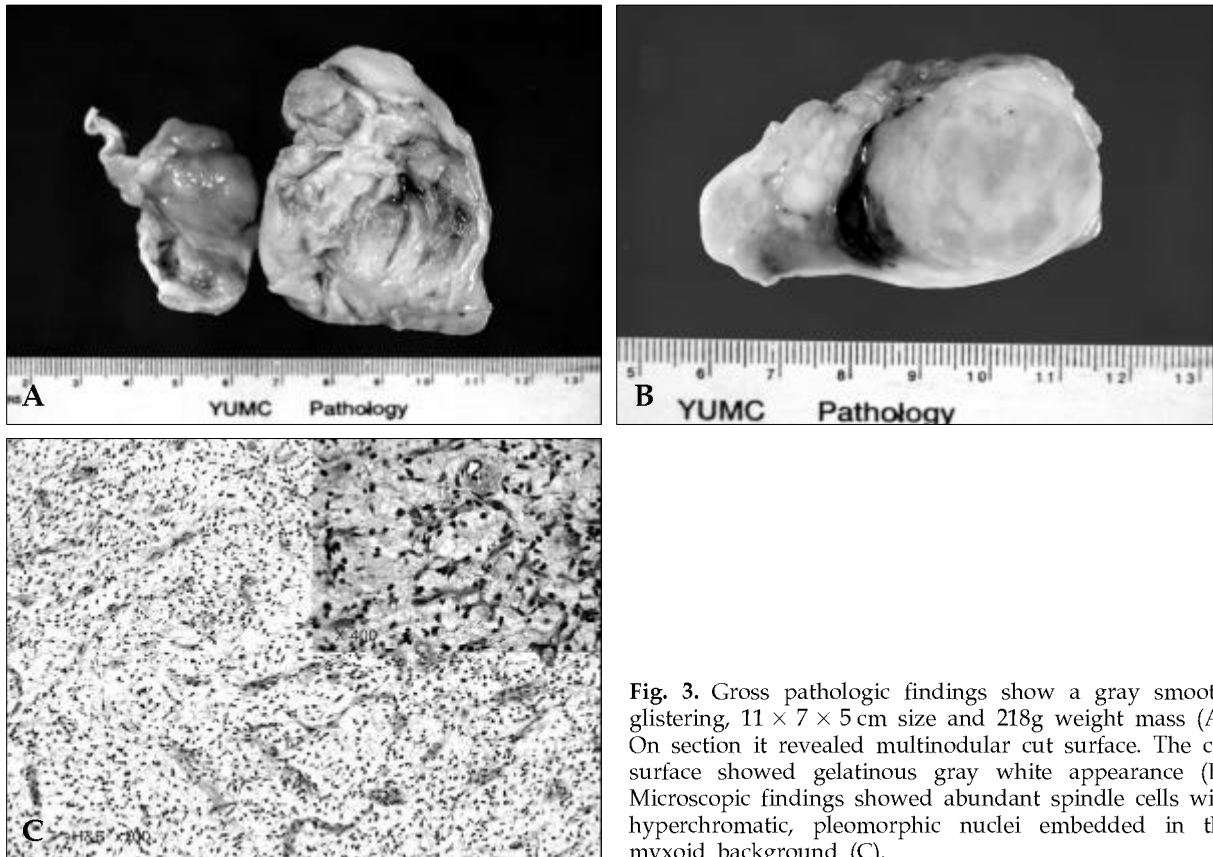 2 3 4 5 6 7 8 9 10 11 12 13
A
YUMC Pathology
5 6 7 8 9 10 11 12 13
B
YUMC Pathology
X 400
C
Fig. 3. Gross pathologic findings show a gray smoot
glistering, 11 × 7 × 5 cm size and 218g weight mass (A
On section it revealed multinodular cut surface. The c
surface showed gelatinous gray white appearance (
Microscopic findings showed abundant spindle cells wi
hyperchromatic, pleomorphic nuclei embedded in th
myxoid background (C).